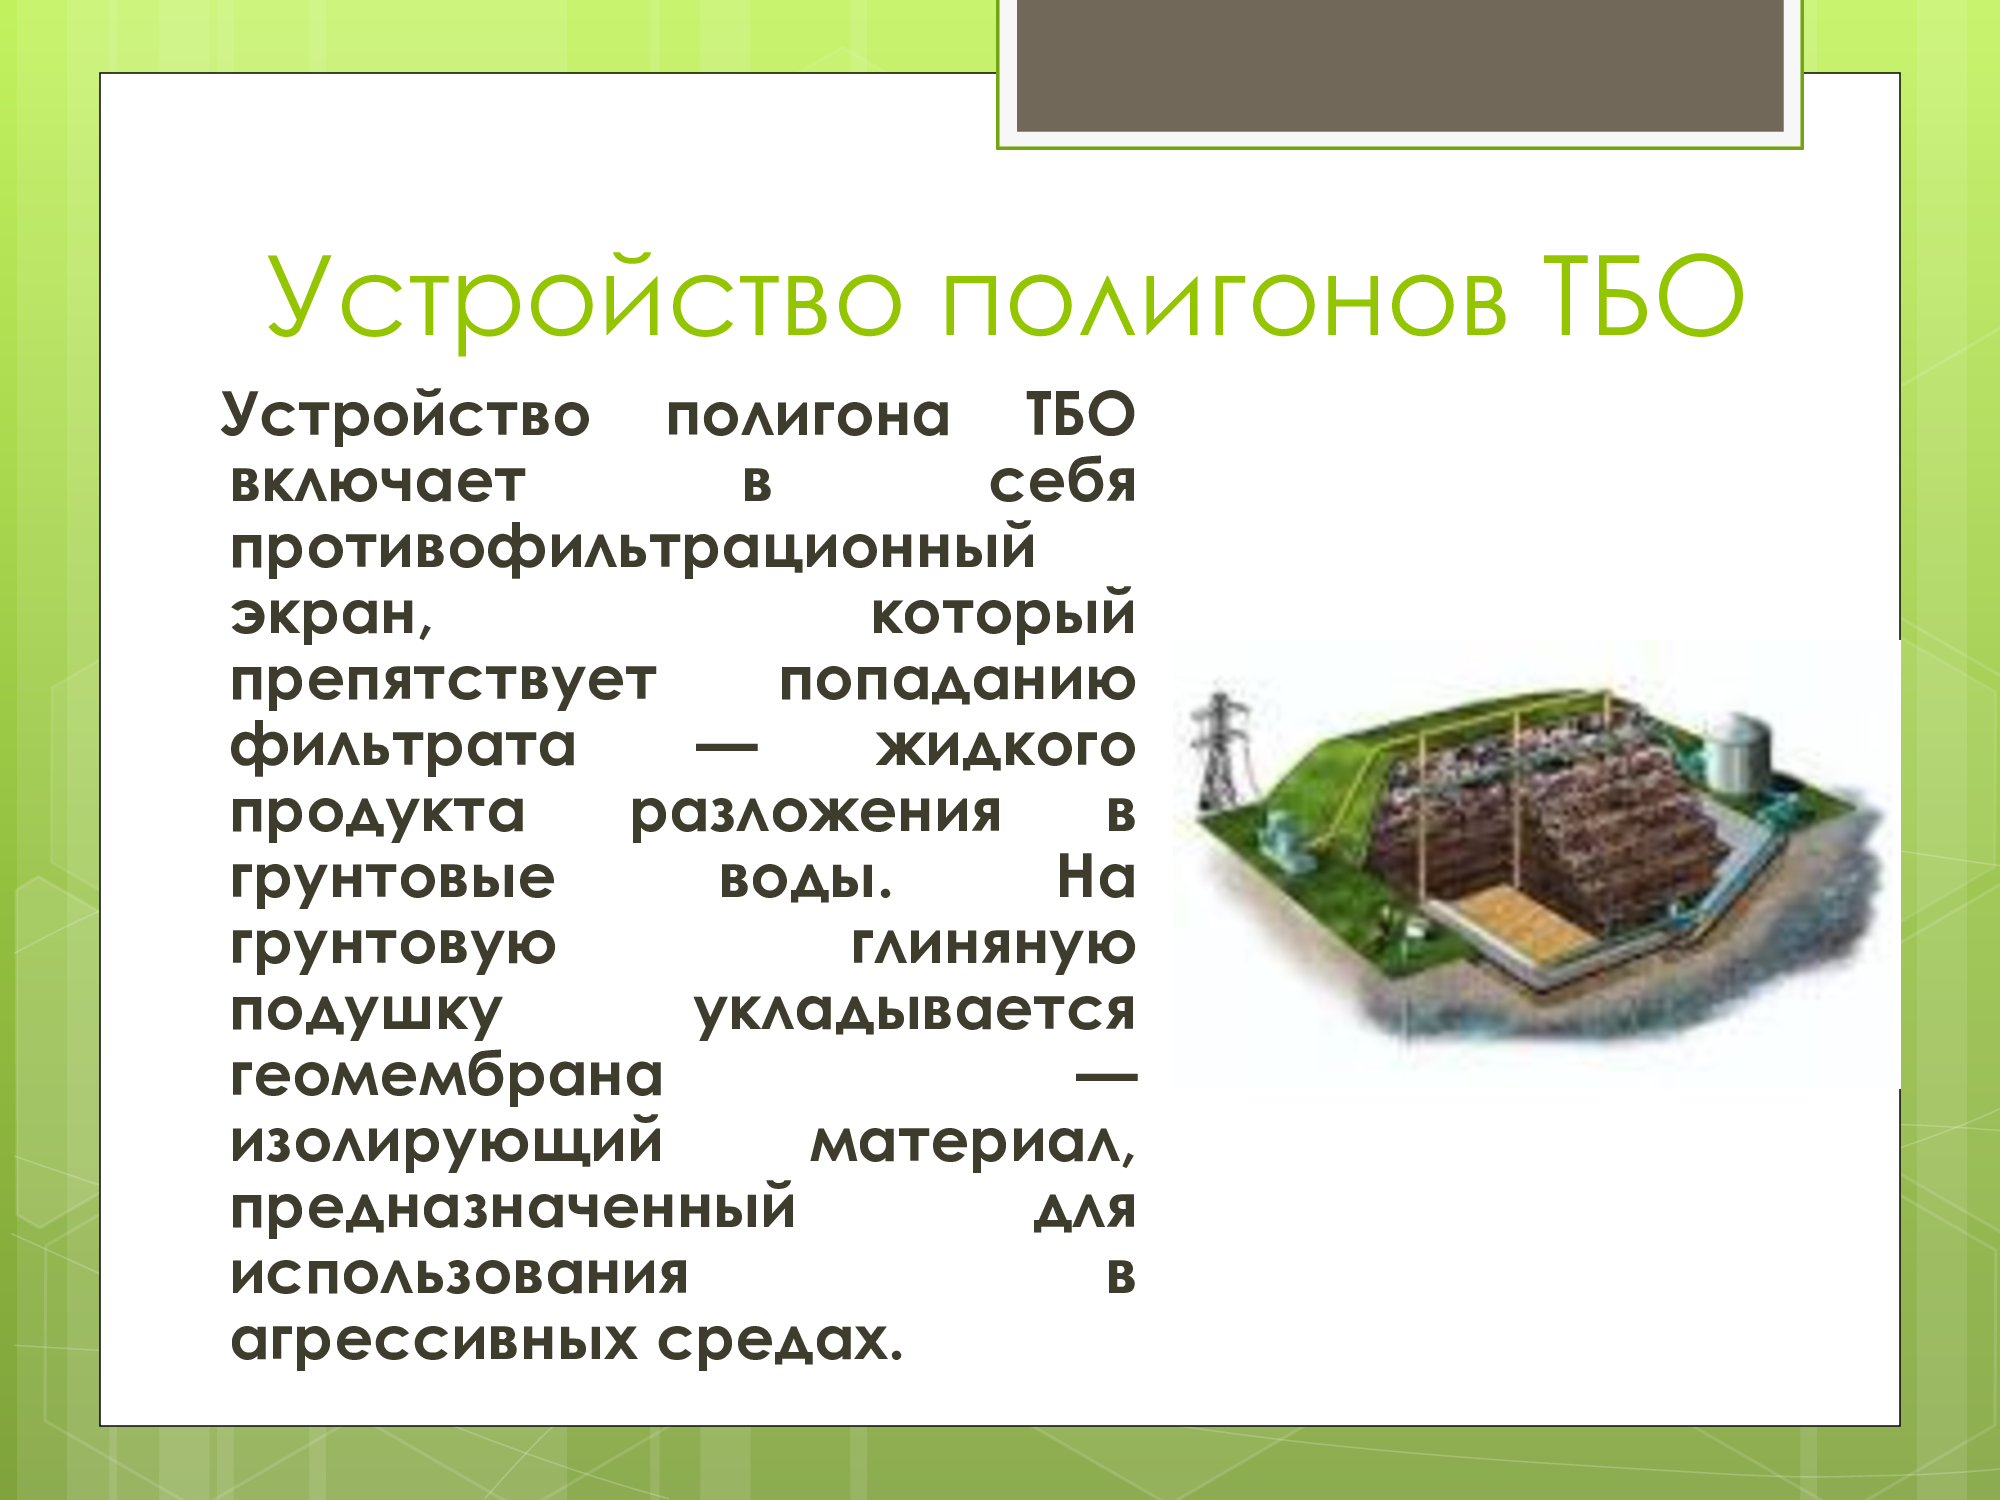 Устройство полигонов ТБО
Устройство полигона ТБО
включает в себя
противофильтрационный
экран, который
препятствует попаданию
фильтрата — жидкого
продукта разложения в
грунтовые воды. На
грунтовую глиняную
подушку укладывается
геомембрана —
изолирующий материал,
предназначенный для
использования в
агрессивных средах.